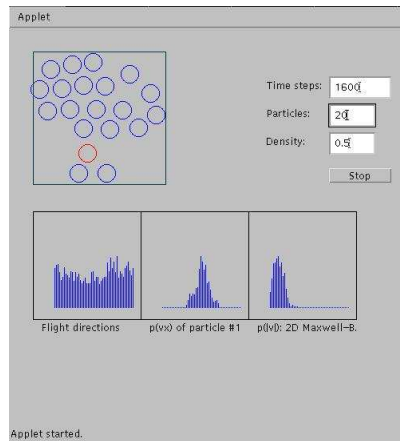 Applet
Time steps: 1600
Particles: 20
Density: 0.5
Stop
Flight directions
p(vx) of particle #1
p(|v|): 2D Maxwell-B.
Applet started.